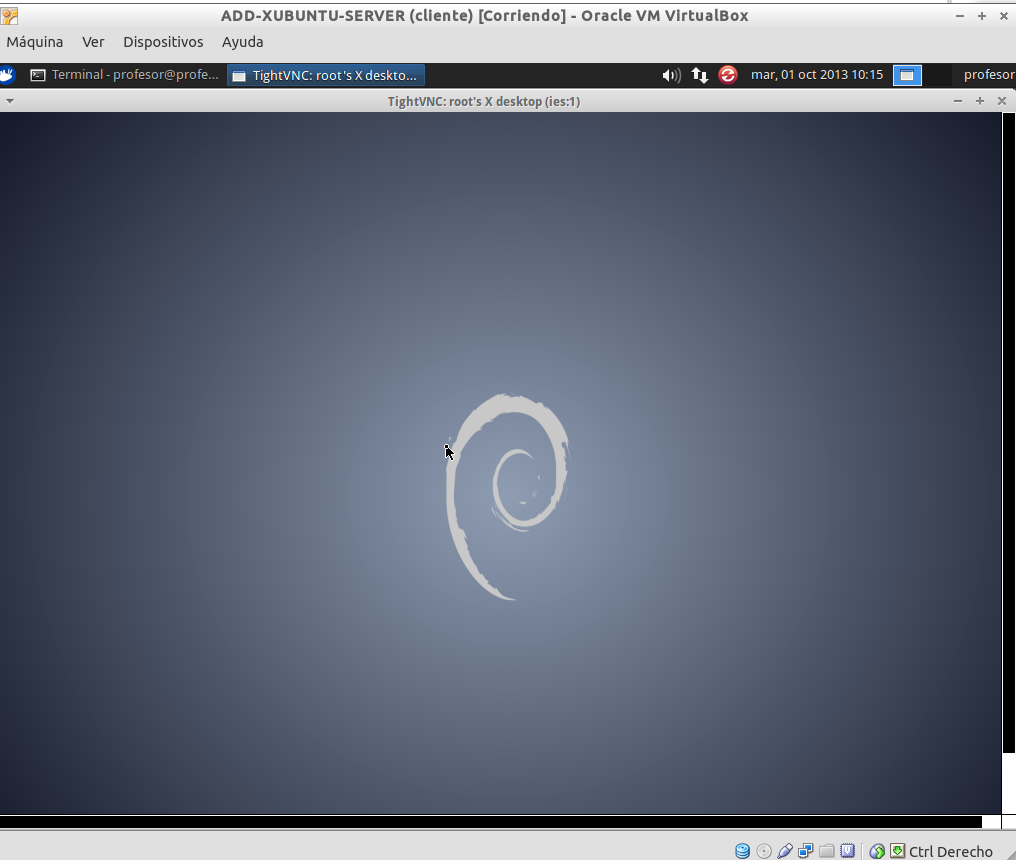 ADD-XUBUNTU-SERVER (cliente) [Corriendo] - Oracle VM VirtualBox
Máquina Ver Dispositivos Ayuda
Terminal - profesor@profe... TightVNC: root's X deskto... mar, 01 oct 2013 10:15 profesor
TightVNC: root's X desktop (ies:1)
Ctrl Derecho